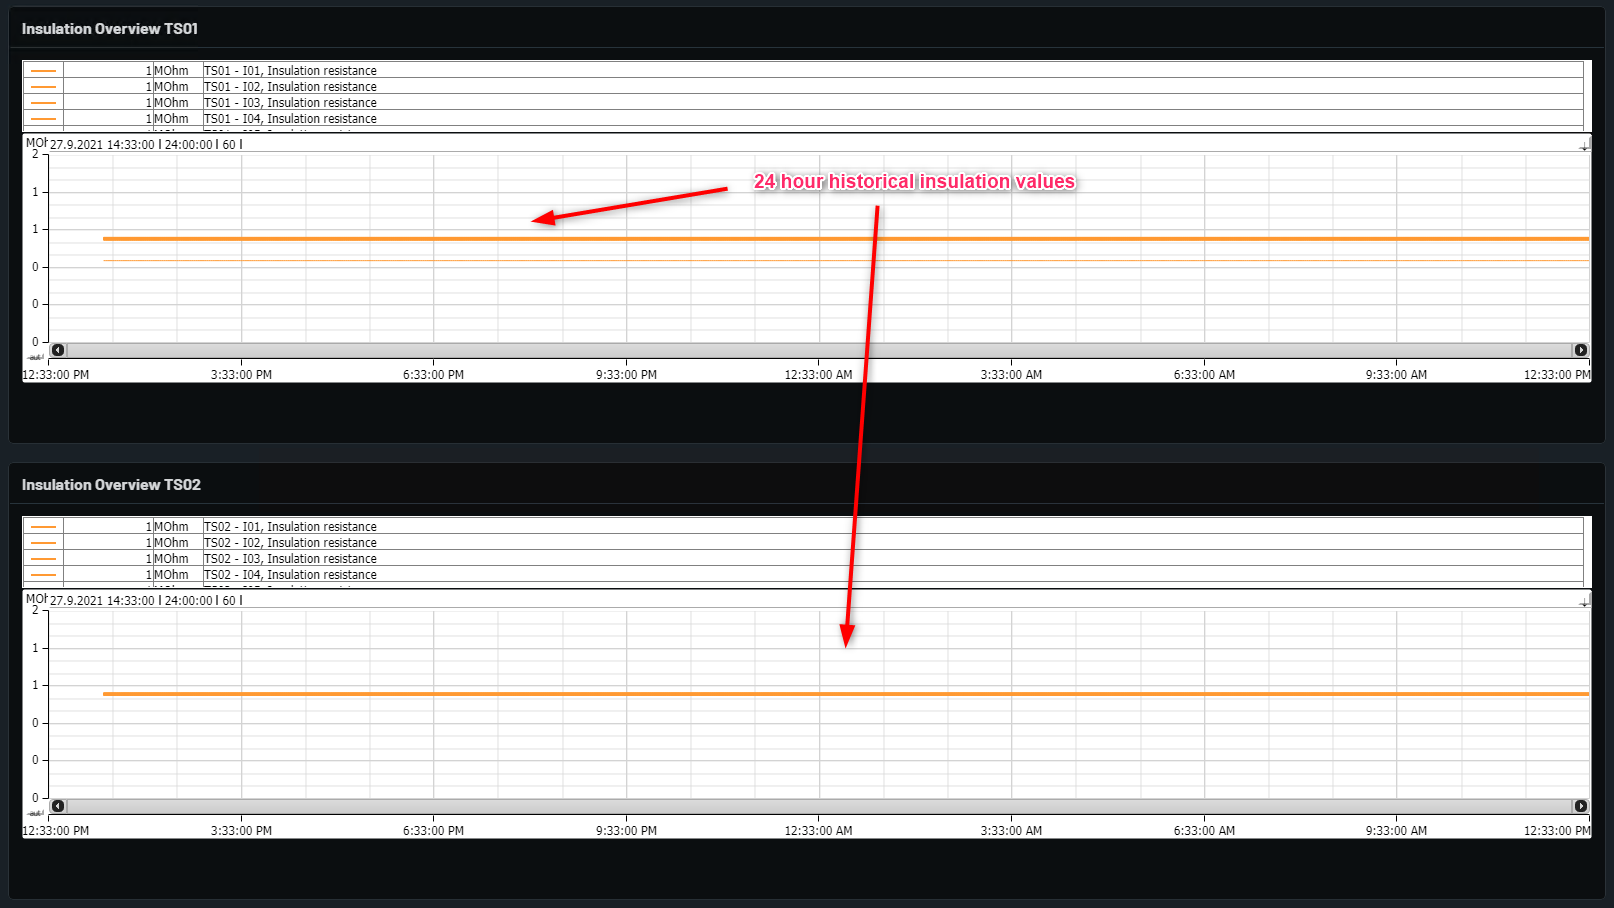 Insulation Overview TS01
1 MOhm TS01 - I01, Insulation resistance
1 MOhm TS01 - I02, Insulation resistance
1 MOhm TS01 - I03, Insulation resistance
1 MOhm TS01 - I04, Insulation resistance
27.9.2021 14:33:00 | 24:00:00 | 60 |
24 hour historical insulation values
2
1
1
0
0
0
12:33:00 PM 3:33:00 PM 6:33:00 PM 9:33:00 PM 12:33:00 AM 3:33:00 AM 6:33:00 AM 9:33:00 AM 12:33:00 PM
Insulation Overview TS02
1 MOhm TS02 - I01, Insulation resistance
1 MOhm TS02 - I02, Insulation resistance
1 MOhm TS02 - I03, Insulation resistance
1 MOhm TS02 - I04, Insulation resistance
27.9.2021 14:33:00 | 24:00:00 | 60 |
2
1
1
0
0
0
12:33:00 PM 3:33:00 PM 6:33:00 PM 9:33:00 PM 12:33:00 AM 3:33:00 AM 6:33:00 AM 9:33:00 AM 12:33:00 PM